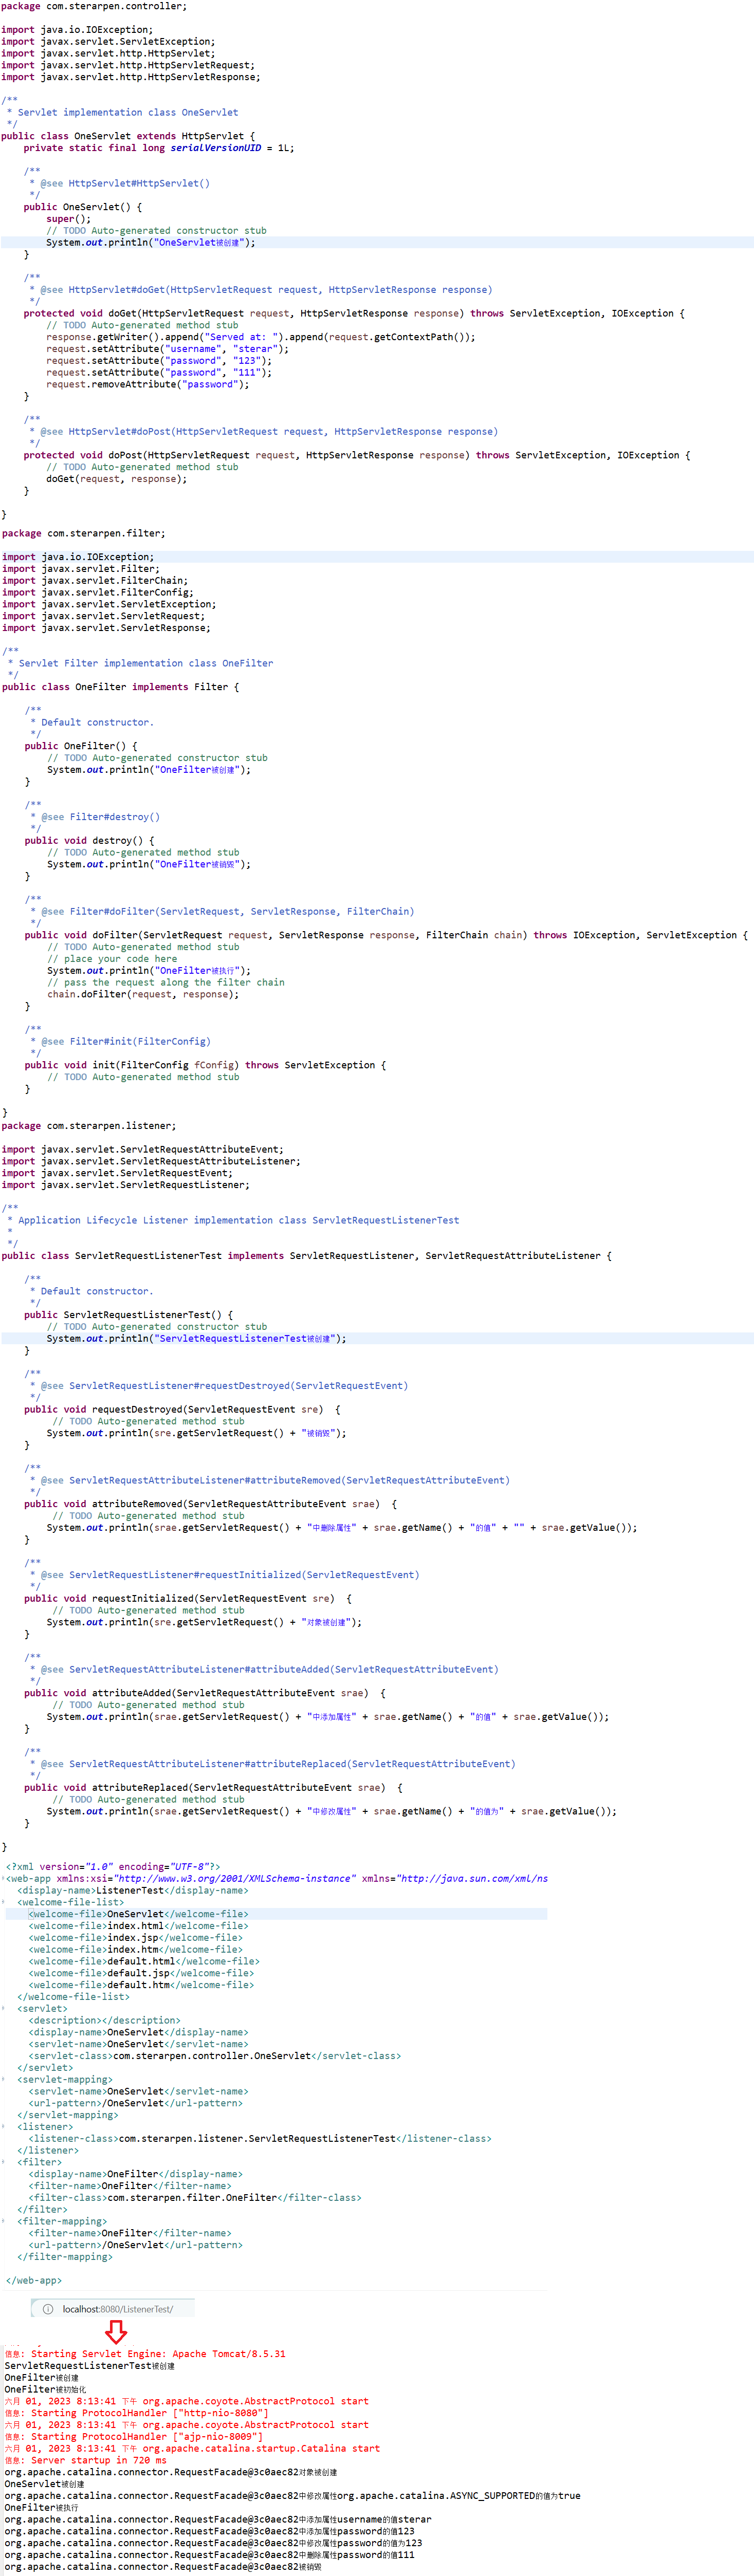 package com.sterarpen.controller;
import java.io.IOException;
import javax.servlet.ServletException;
import javax.servlet.http.HttpServlet;
import javax.servlet.http.HttpServletRequest;
import javax.servlet.http.HttpServletResponse;
/**
* Servlet implementation class OneServlet
*/
public class OneServlet extends HttpServlet {
private static final long serialVersionUID = 1L;
/**
* @see HttpServlet#HttpServlet()
*/
public OneServlet() {
super();
// TODO Auto-generated constructor stub
System.out.println("OneServlet被创建");
}
/**
* @see HttpServlet#doGet(HttpServletRequest request, HttpServletResponse response)
*/
protected void doGet(HttpServletRequest request, HttpServletResponse response) throws ServletException, IOException {
// TODO Auto-generated method stub
response.getWriter().append("Served at: ").append(request.getContextPath());
request.setAttribute("username", "sterar");
request.setAttribute("password", "123");
request.setAttribute("password", "111");
request.removeAttribute("password");
}
/**
* @see HttpServlet#doPost(HttpServletRequest request, HttpServletResponse response)
*/
protected void doPost(HttpServletRequest request, HttpServletResponse response) throws ServletException, IOException {
// TODO Auto-generated method stub
doGet(request, response);
}
}
package com.sterarpen.filter;
import java.io.IOException;
import javax.servlet.Filter;
import javax.servlet.FilterChain;
import javax.servlet.FilterConfig;
import javax.servlet.ServletException;
import javax.servlet.ServletRequest;
import javax.servlet.ServletResponse;
/**
* Servlet Filter implementation class OneFilter
*/
public class OneFilter implements Filter {
/**
* Default constructor.
*/
public OneFilter() {
// TODO Auto-generated constructor stub
System.out.println("OneFilter被创建");
}
/**
* @see Filter#destroy()
*/
public void destroy() {
// TODO Auto-generated method stub
System.out.println("OneFilter被销毁");
}
/**
* @see Filter#doFilter(ServletRequest, ServletResponse, FilterChain)
*/
public void doFilter(ServletRequest request, ServletResponse response, FilterChain chain) throws IOException, ServletException {
// TODO Auto-generated method stub
// place your code here
System.out.println("OneFilter被执行");
// pass the request along the filter chain
chain.doFilter(request, response);
}
/**
* @see Filter#init(FilterConfig)
*/
public void init(FilterConfig fConfig) throws ServletException {
// TODO Auto-generated method stub
}
}
package com.sterarpen.listener;
import javax.servlet.ServletRequestAttributeEvent;
import javax.servlet.ServletRequestAttributeListener;
import javax.servlet.ServletRequestEvent;
import javax.servlet.ServletRequestListener;
/**
* Application Lifecycle Listener implementation class ServletRequestListenerTest
*
*/
public class ServletRequestListenerTest implements ServletRequestListener, ServletRequestAttributeListener {
/**
* Default constructor.
*/
public ServletRequestListenerTest() {
// TODO Auto-generated constructor stub
System.out.println("ServletRequestListenerTest被创建");
}
/**
* @see ServletRequestListener#requestDestroyed(ServletRequestEvent)
*/
public void requestDestroyed(ServletRequestEvent sre)  {
// TODO Auto-generated method stub
System.out.println(sre.getServletRequest() + "被销毁");
}
/**
* @see ServletRequestAttributeListener#attributeRemoved(ServletRequestAttributeEvent)
*/
public void attributeRemoved(ServletRequestAttributeEvent srae)  {
// TODO Auto-generated method stub
System.out.println(srae.getServletRequest() + "中删除属性" + srae.getName() + "的值" + "" + srae.getValue());
}
/**
* @see ServletRequestListener#requestInitialized(ServletRequestEvent)
*/
public void requestInitialized(ServletRequestEvent sre)  {
// TODO Auto-generated method stub
System.out.println(sre.getServletRequest() + "对象被创建");
}
/**
* @see ServletRequestAttributeListener#attributeAdded(ServletRequestAttributeEvent)
*/
public void attributeAdded(ServletRequestAttributeEvent srae)  {
// TODO Auto-generated method stub
System.out.println(srae.getServletRequest() + "中添加属性" + srae.getName() + "的值" + srae.getValue());
}
/**
* @see ServletRequestAttributeListener#attributeReplaced(ServletRequestAttributeEvent)
*/
public void attributeReplaced(ServletRequestAttributeEvent srae)  {
// TODO Auto-generated method stub
System.out.println(srae.getServletRequest() + "中修改属性" + srae.getName() + "的值为" + srae.getValue());
}
}
<?xml version="1.0" encoding="UTF-8"?>
<web-app xmlns:xsi="http://www.w3.org/2001/XMLSchema-instance" xmlns="http://java.sun.com/xml/ns
<display-name>ListenerTest</display-name>
<welcome-file-list>
<welcome-file>OneServlet</welcome-file>
<welcome-file>index.html</welcome-file>
<welcome-file>index.jsp</welcome-file>
<welcome-file>index.htm</welcome-file>
<welcome-file>default.html</welcome-file>
<welcome-file>default.jsp</welcome-file>
<welcome-file>default.htm</welcome-file>
</welcome-file-list>
<servlet>
<description></description>
<display-name>OneServlet</display-name>
<servlet-name>OneServlet</servlet-name>
<servlet-class>com.sterarpen.controller.OneServlet</servlet-class>
</servlet>
<servlet-mapping>
<servlet-name>OneServlet</servlet-name>
<url-pattern>/OneServlet</url-pattern>
</servlet-mapping>
<listener>
<listener-class>com.sterarpen.listener.ServletRequestListenerTest</listener-class>
</listener>
<filter>
<display-name>OneFilter</display-name>
<filter-name>OneFilter</filter-name>
<filter-class>com.sterarpen.filter.OneFilter</filter-class>
</filter>
<filter-mapping>
<filter-name>OneFilter</filter-name>
<url-pattern>/OneServlet</url-pattern>
</filter-mapping>
</web-app>
localhost:8080/ListenerTest/
信息: Starting Servlet Engine: Apache Tomcat/8.5.31
ServletRequestListenerTest被创建
OneFilter被创建
OneFilter被初始化
六月 01, 2023 8:13:41 下午 org.apache.coyote.AbstractProtocol start
信息: Starting ProtocolHandler ["http-nio-8080"]
六月 01, 2023 8:13:41 下午 org.apache.coyote.AbstractProtocol start
信息: Starting ProtocolHandler ["ajp-nio-8009"]
六月 01, 2023 8:13:41 下午 org.apache.catalina.startup.Catalina start
信息: Server startup in 720 ms
org.apache.catalina.connector.RequestFacade@3c0aec82对象被创建
OneServlet被创建
org.apache.catalina.connector.RequestFacade@3c0aec82中修改属性org.apache.catalina.ASYNC_SUPPORTED的值为true
OneFilter被执行
org.apache.catalina.connector.RequestFacade@3c0aec82中添加属性username的值sterar
org.apache.catalina.connector.RequestFacade@3c0aec82中添加属性password的值123
org.apache.catalina.connector.RequestFacade@3c0aec82中修改属性password的值为123
org.apache.catalina.connector.RequestFacade@3c0aec82中删除属性password的值111
org.apache.catalina.connector.RequestFacade@3c0aec82被销毁